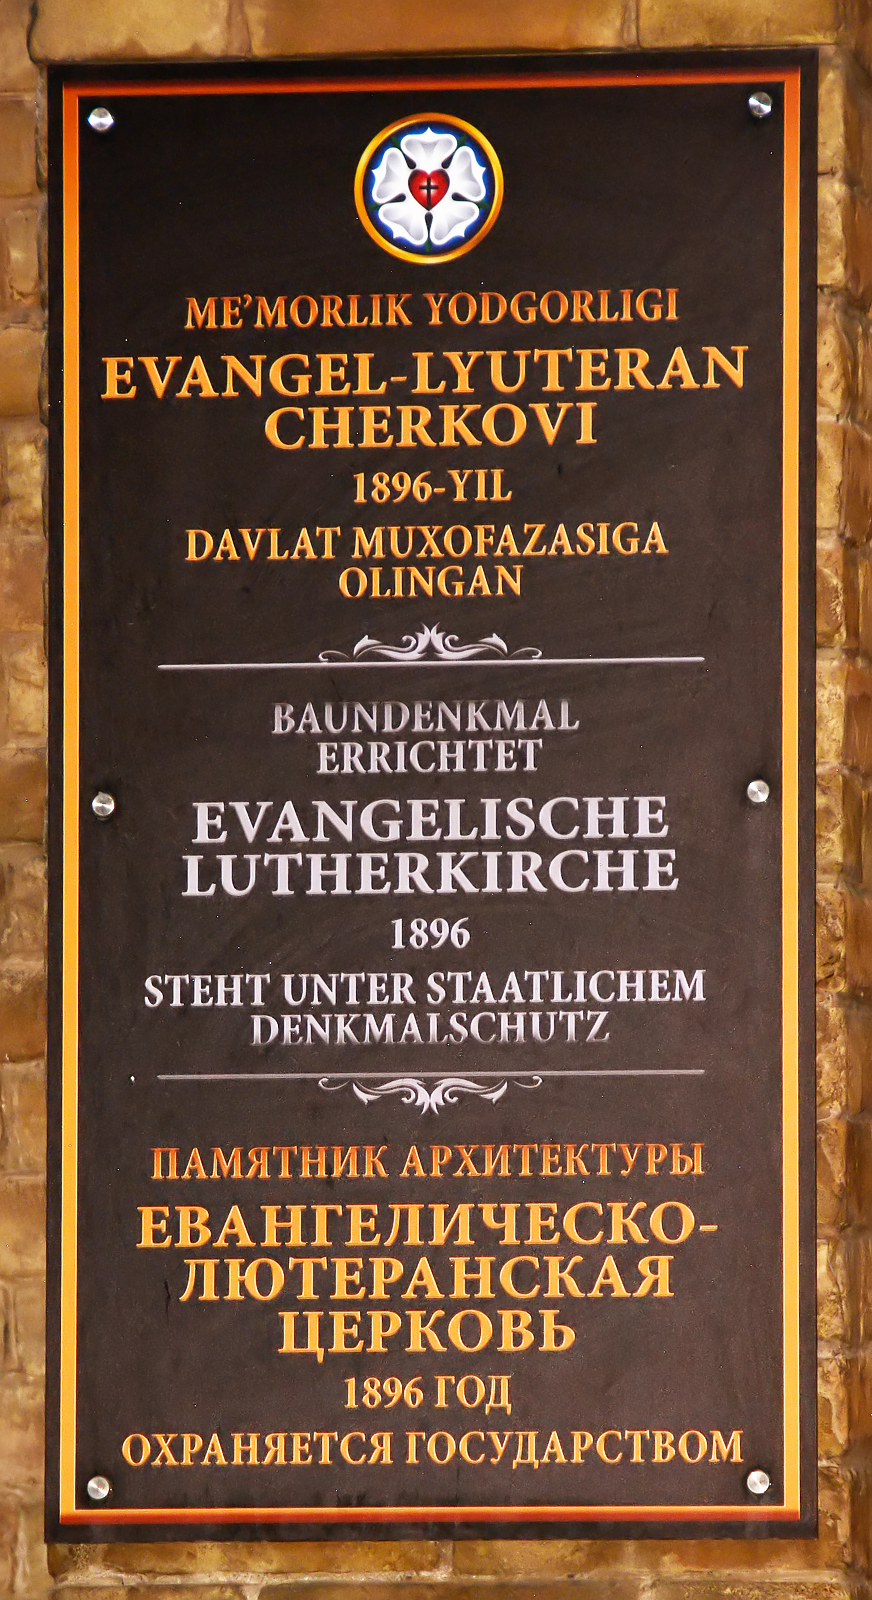 ME’MORLIK YODGORLIGI
EVANGEL-LYUTERAN
CHERKOVI
1896-YIL
DAVLAT MUXOFAZASIGA
OLINGAN
BAUNDENKMAL
ERRICHTET
EVANGELISCHE
LUTHERKIRCHE
1896
STEHT UNTER STAATLICHEM
DENKMALSCHUTZ
ПАМЯТНИК АРХИТЕКТУРЫ
ЕВАНГЕЛИЧЕСКО-
ЛЮТЕРАНСКАЯ
ЦЕРКОВЬ
1896 ГОД
ОХРАНЯЕТСЯ ГОСУДАРСТВОМ